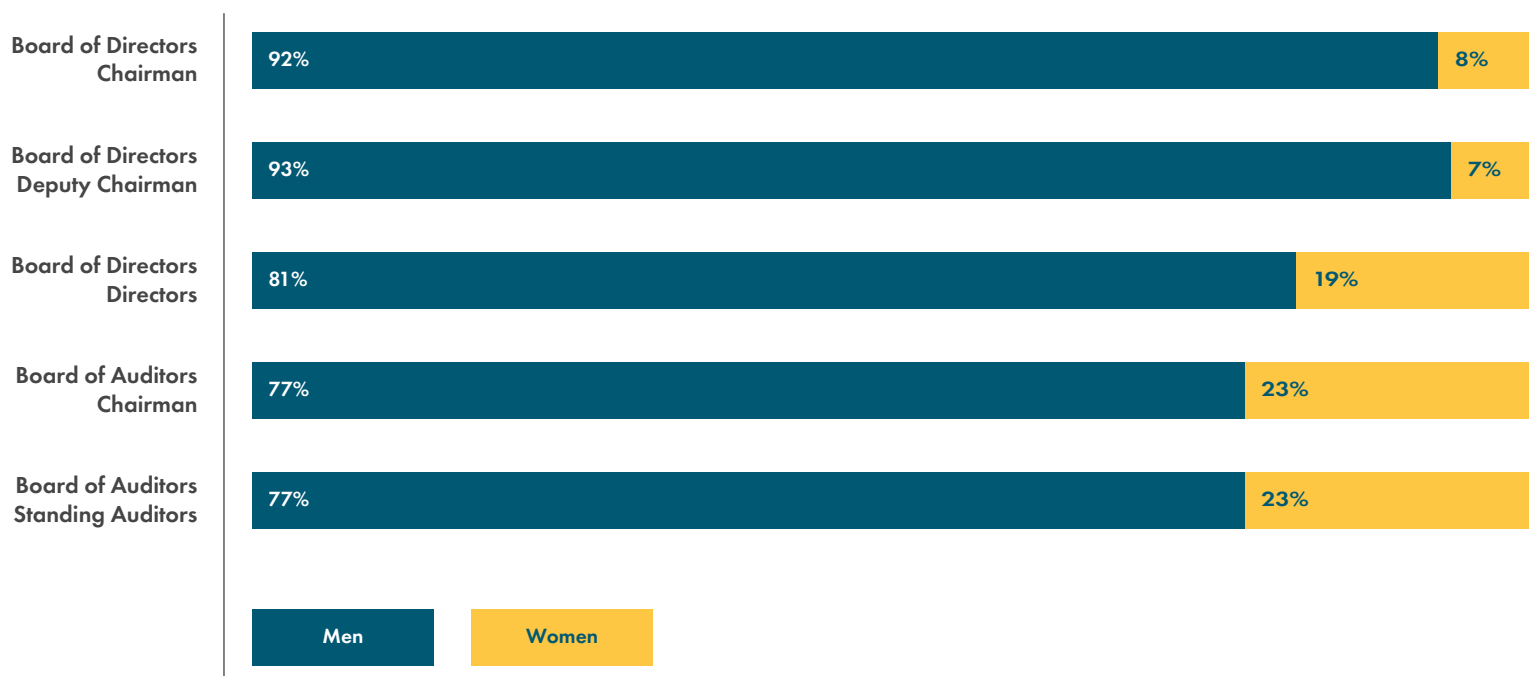 Board of Directors
Chairman
92%
8%
Board of Directors
Deputy Chairman
93%
7%
Board of Directors
Directors
81%
19%
Board of Auditors
Chairman
77%
23%
Board of Auditors
Standing Auditors
77%
23%
Men
Women